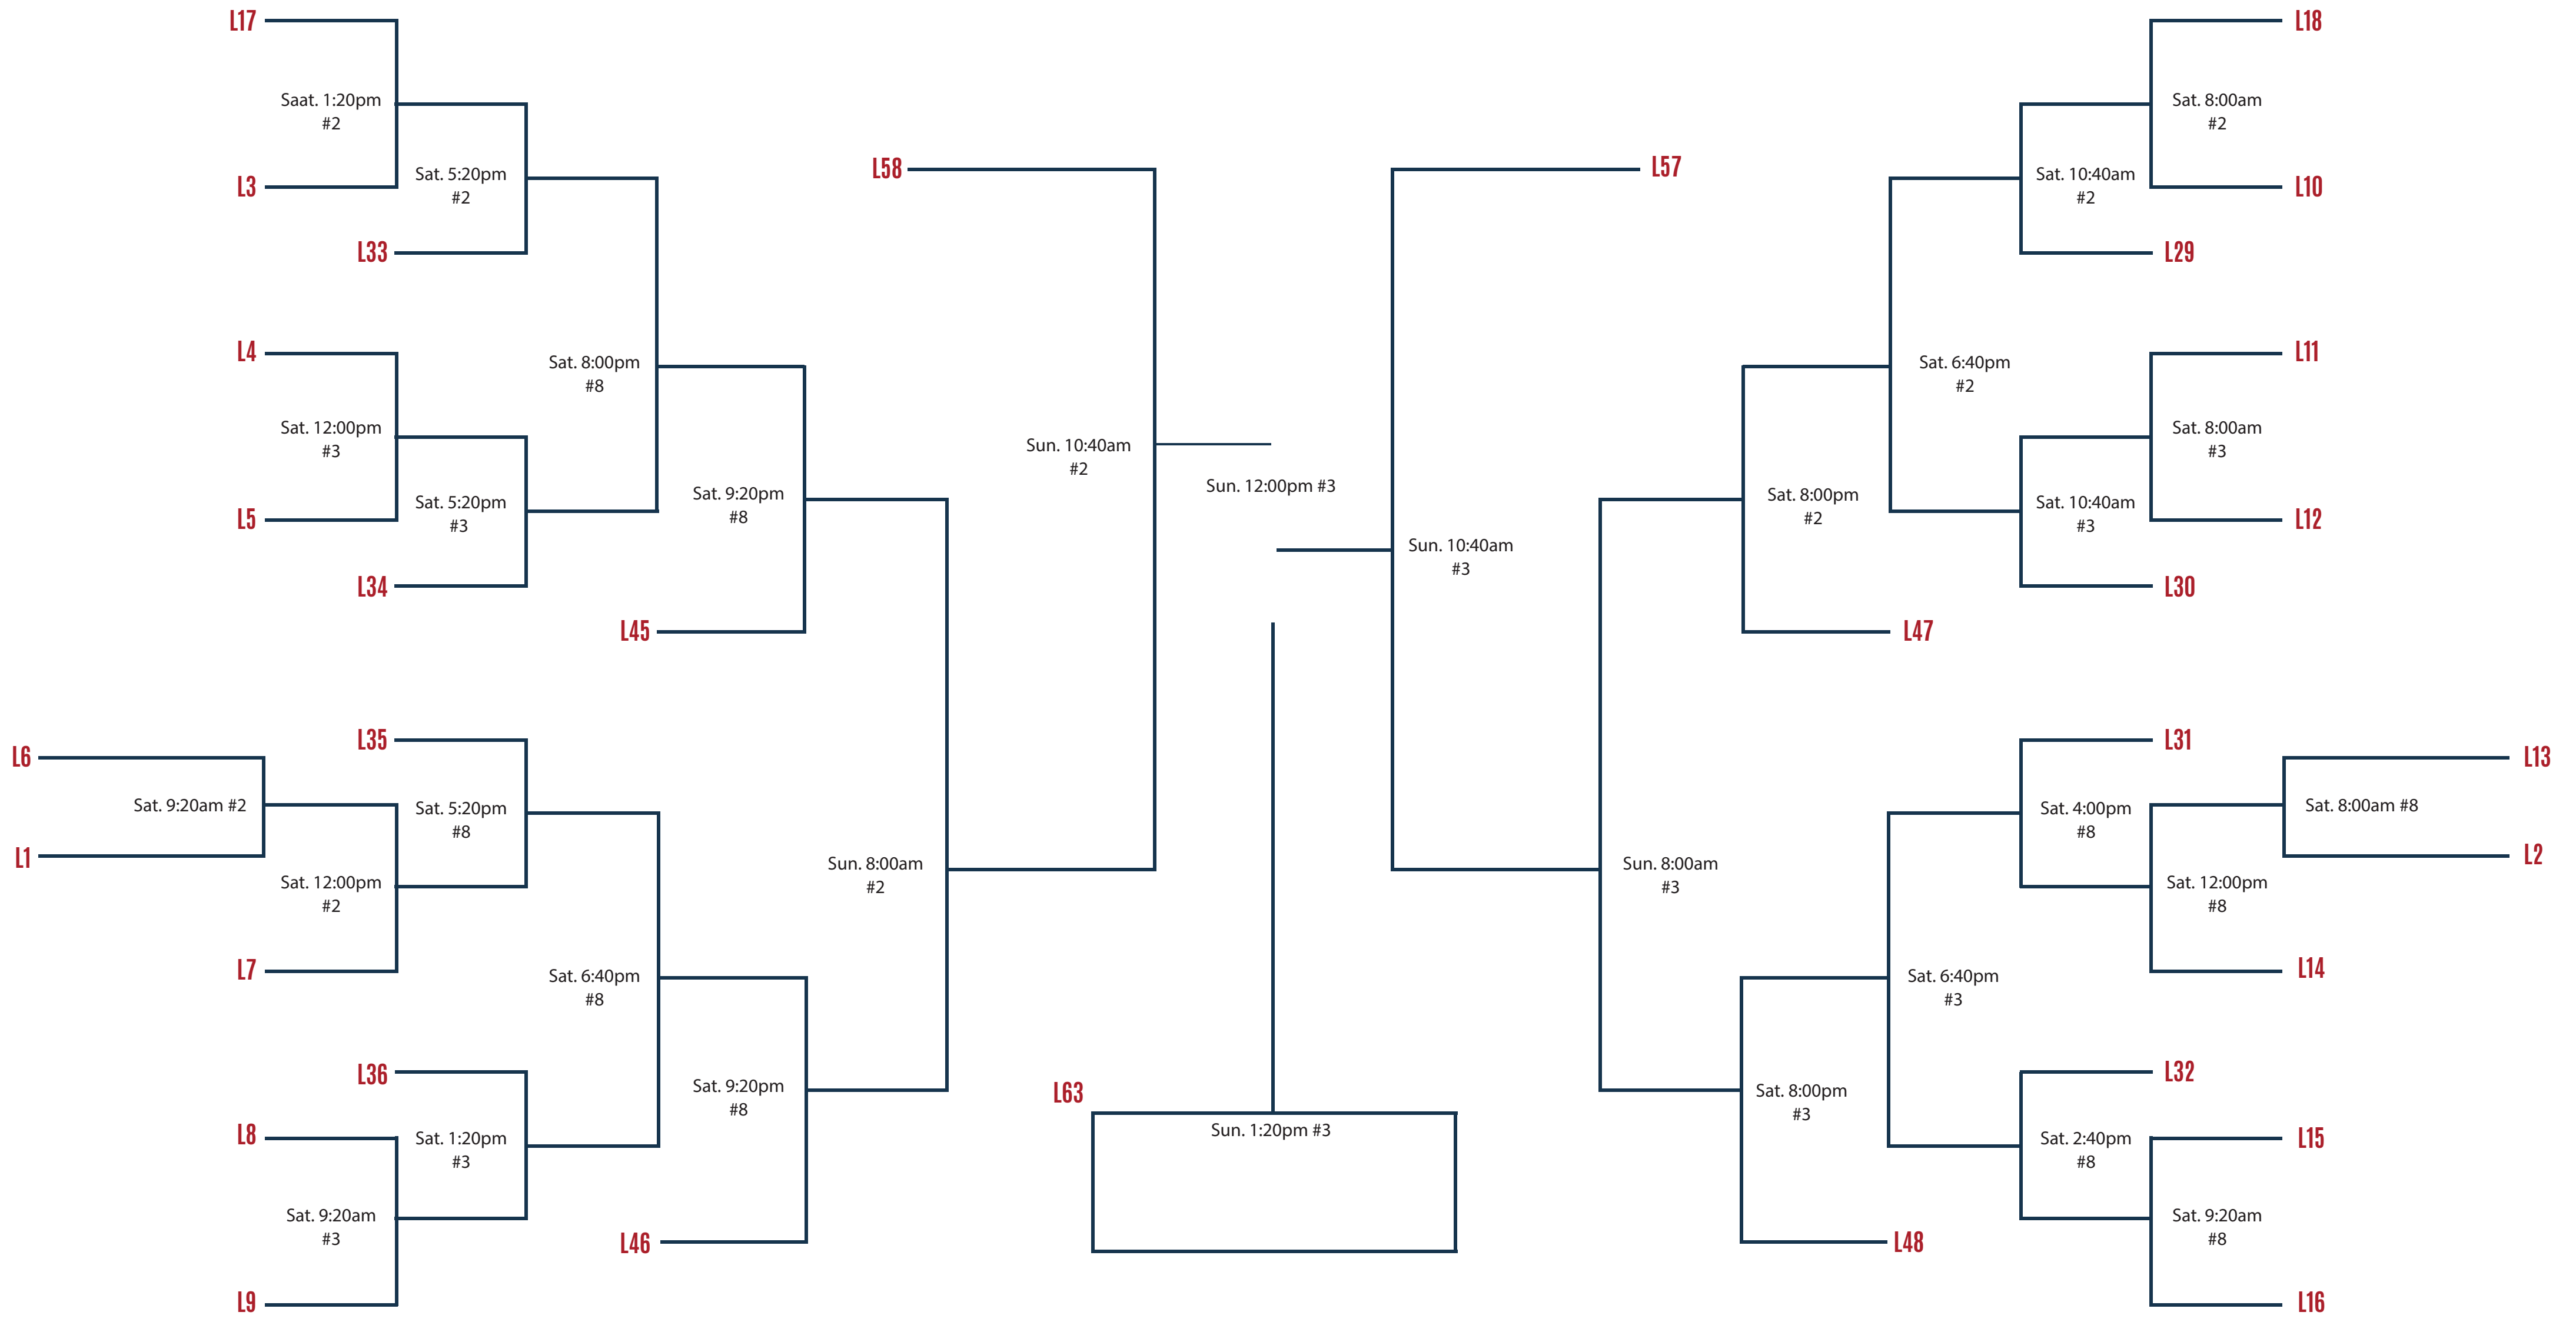 L17
L18
Saat. 1:20pm
#2
Sat. 8:00am
#2
L58
L57
Sat. 5:20pm
#2
Sat. 10:40am
#2
L3
L10
L33
L29
L4
L11
Sat. 8:00pm
#8
Sat. 6:40pm
#2
Sat. 12:00pm
#3
Sat. 8:00am
#3
Sun. 10:40am
#2
Sun. 12:00pm #3
Sat. 9:20pm
#8
Sat. 8:00pm
#2
Sat. 5:20pm
#3
Sat. 10:40am
#3
L5
L12
Sun. 10:40am
#3
L34
L30
L45
L47
L35
L31
L6
L13
Sat. 9:20am #2
Sat. 5:20pm
#8
Sat. 4:00pm
#8
Sat. 8:00am #8
L1
L2
Sun. 8:00am
#2
Sun. 8:00am
#3
Sat. 12:00pm
#2
Sat. 12:00pm
#8
L7
L14
Sat. 6:40pm
#8
Sat. 6:40pm
#3
L36
L32
L63
Sat. 9:20pm
#8
Sat. 8:00pm
#3
L8
L15
Sat. 1:20pm
#3
Sun. 1:20pm #3
Sat. 2:40pm
#8
Sat. 9:20am
#3
Sat. 9:20am
#8
L46
L48
L9
L16